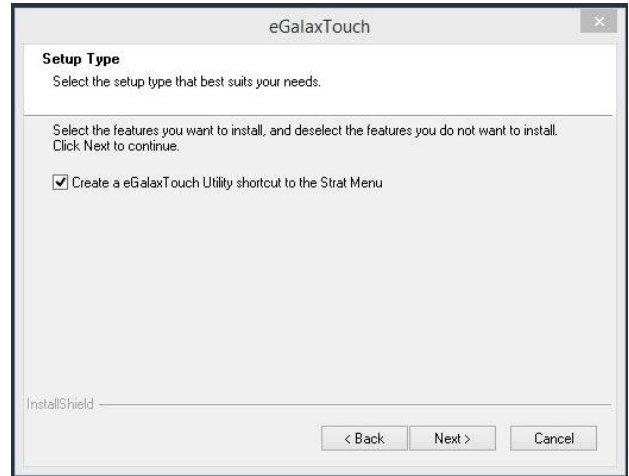 eGalaxTouch
Setup Type
Select the setup type that best suits your needs.
Select the features you want to install, and deselect the features you do not want to install.
Click Next to continue.
Create a eGalaxTouch Utility shortcut to the Strat Menu
InstallShield
< Back Next > Cancel